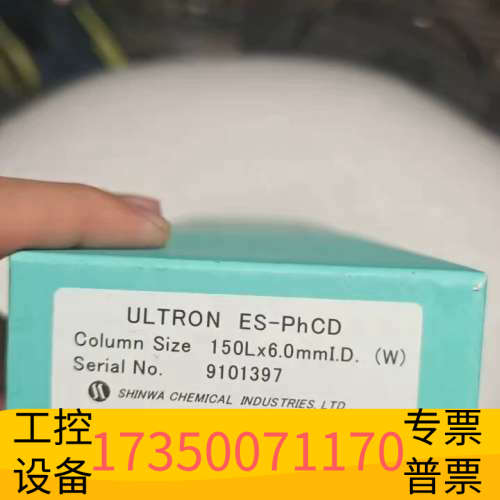 ULTRON ES-PhCD
Column Size 150Lx6.0mmI.D. (W)
Serial No. 9101397
SHINWA CHEMICAL INDUSTRIES, LTD
工控设备
17350071170
专票
普票